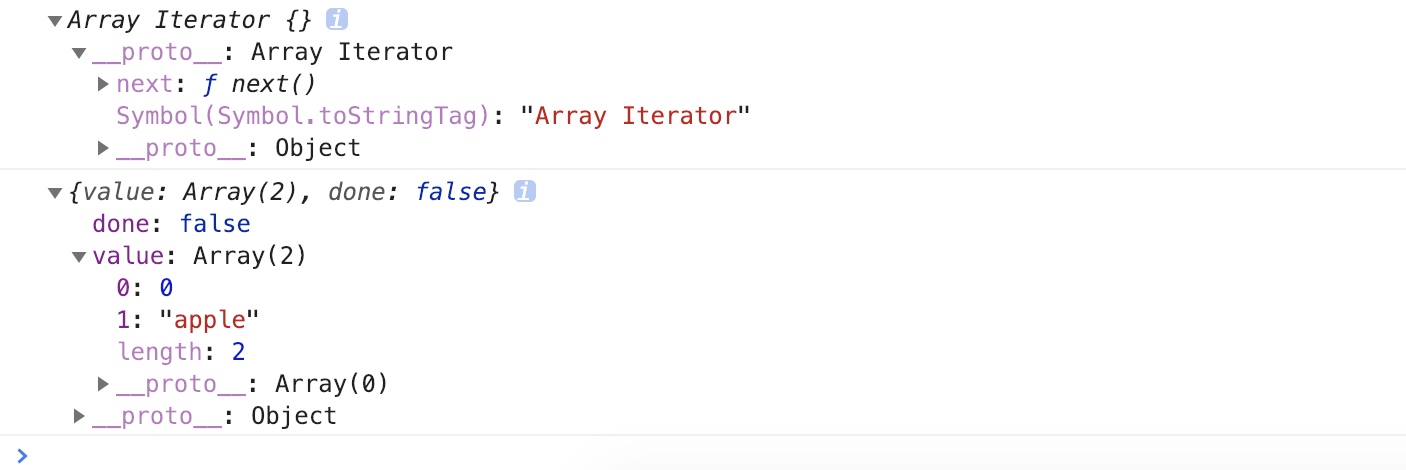 Array Iterator {} i
__proto__: Array Iterator
next: ƒ next()
Symbol(Symbol.toStringTag): "Array Iterator"
__proto__: Object
{value: Array(2), done: false} i
done: false
value: Array(2)
0: 0
1: "apple"
length: 2
__proto__: Array(0)
__proto__: Object